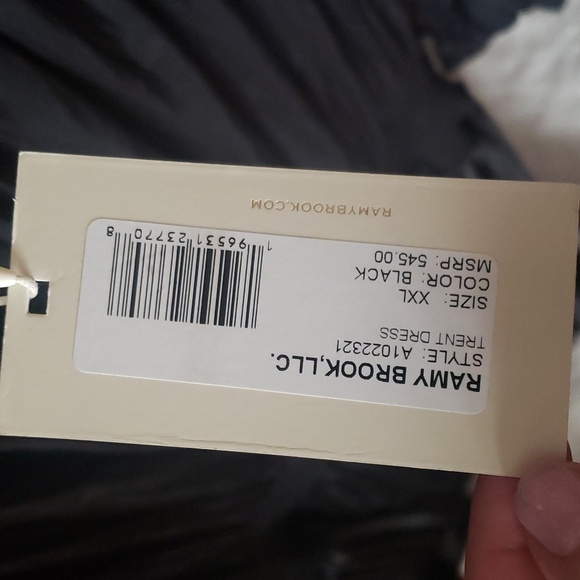 RAMY BROOK,LLC.
STYLE: A1022321
TRENT DRESS
SIZE: XXL
COLOR: BLACK
MSRP: 545.00
1 96531 23770 8
RAMYBROOK.COM